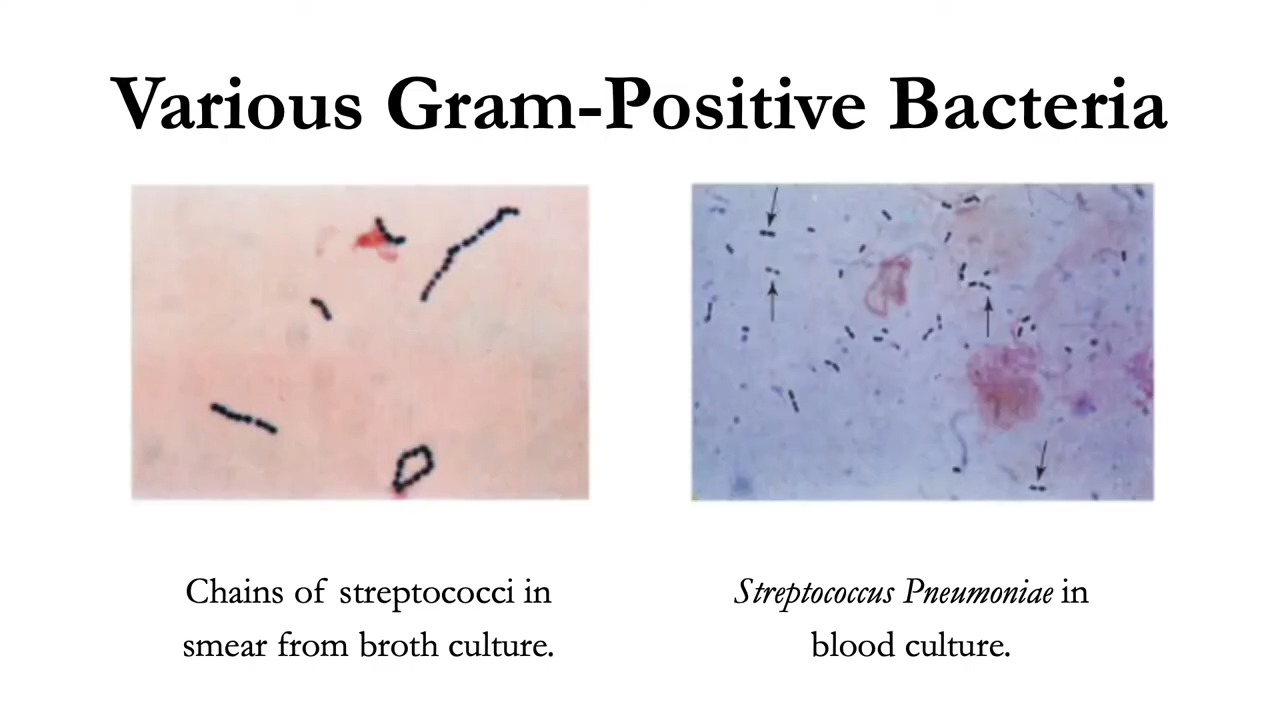 Various Gram-Positive Bacteria
Chains of streptococci in
smear from broth culture.
Streptococcus Pneumoniae in
blood culture.